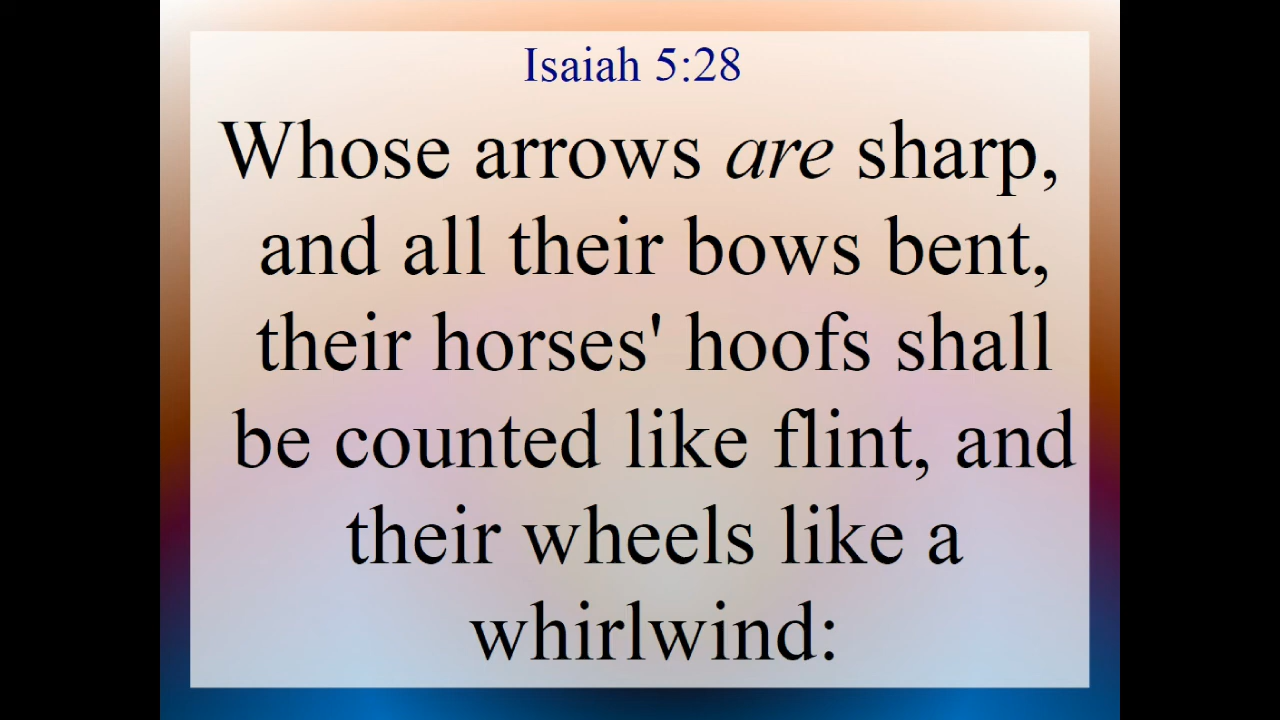 Isaiah 5:28
Whose arrows are sharp,
and all their bows bent,
their horses' hoofs shall
be counted like flint, and
their wheels like a
whirlwind: